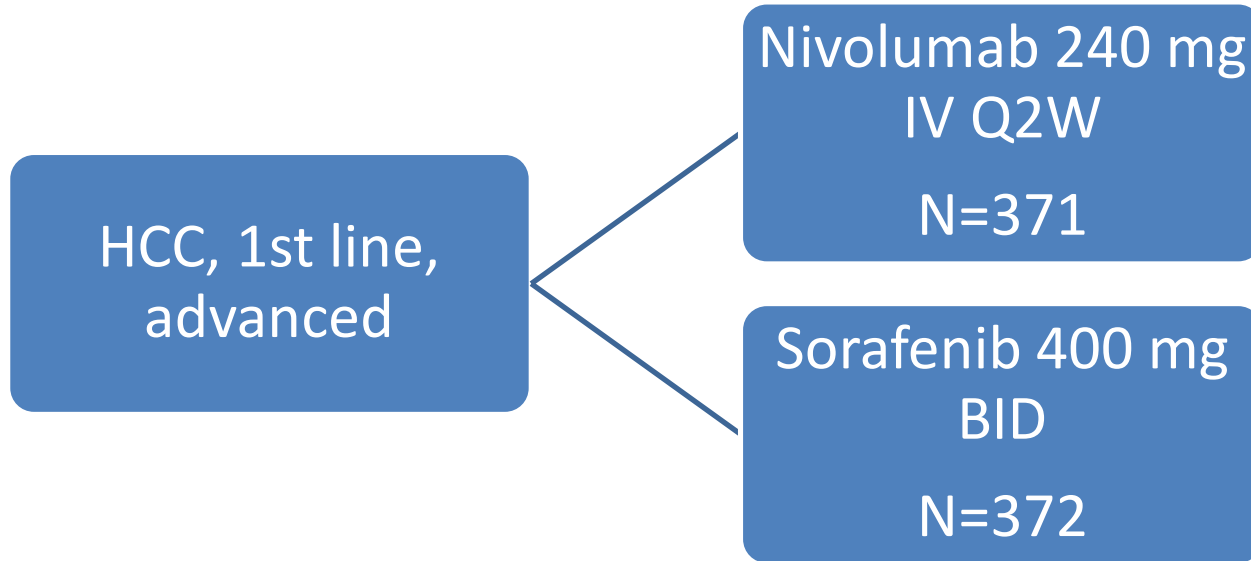 HCC, 1st line,
advanced
Nivolumab 240 mg
IV Q2W
N=371
Sorafenib 400 mg
BID
N=372